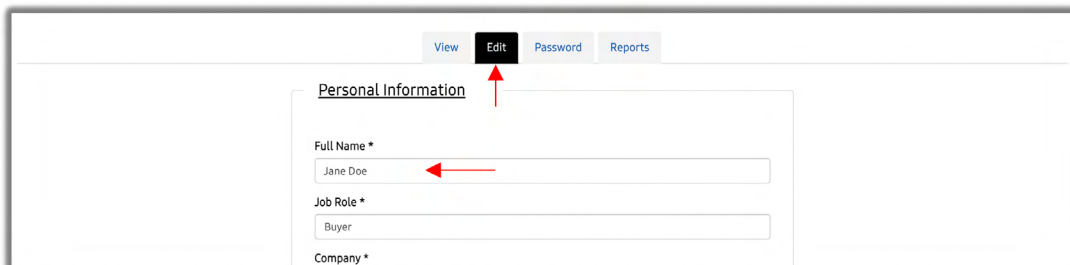 View Edit Password Reports
Personal Information
Full Name *
Jane Doe
Job Role *
Buyer
Company *